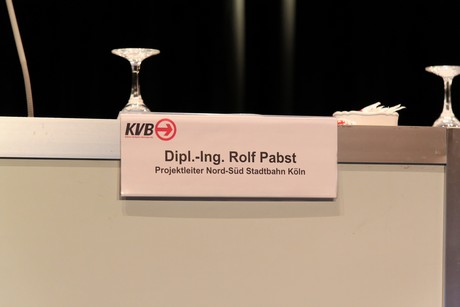 KVB
Dipl.-Ing. Rolf Pabst
Projektleiter Nord-Süd Stadtbahn Köln